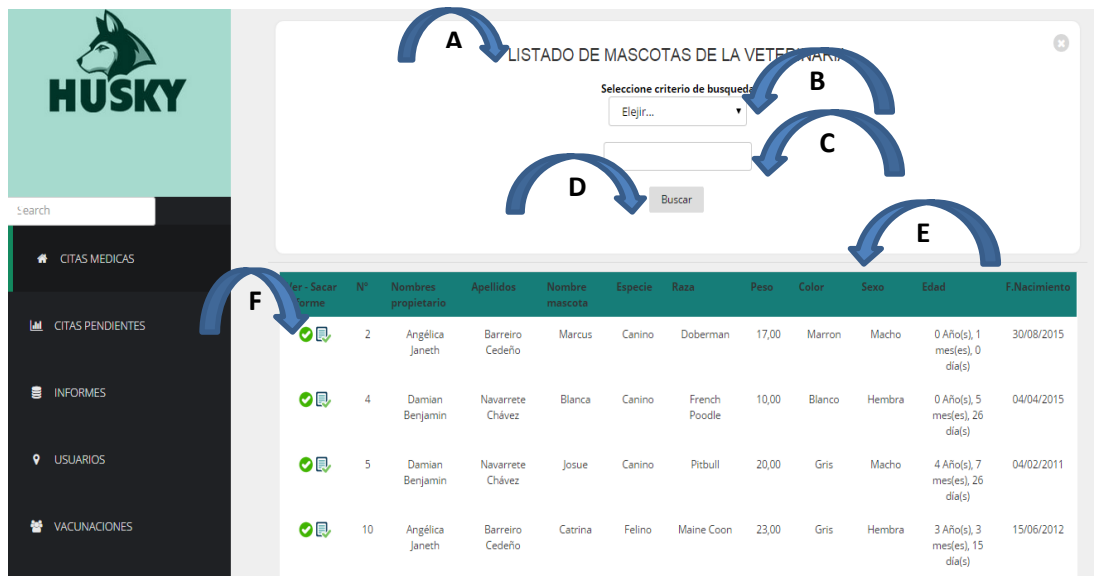 HUSKY
Search
CITAS MEDICAS
CITAS PENDIENTES
INFORMES
USUARIOS
VACUNACIONES
A
LISTADO DE MASCOTAS DE LA VETERINARIA
Seleccione criterio de busqueda
B
Elejir...
C
D
Buscar
E
F
Ver - Sacar Informe N° Nombres propietario Apellidos Nombre mascota Especie Raza Peso Color Sexo Edad F.Nacimiento
2 Angélica Janeth Barreiro Cedeño Marcus Canino Doberman 17,00 Marron Macho 0 Año(s), 1 mes(es), 0 día(s) 30/08/2015
4 Damian Benjamin Navarrete Chávez Blanca Canino French Poodle 10,00 Blanco Hembra 0 Año(s), 5 mes(es), 26 día(s) 04/04/2015
5 Damian Benjamin Navarrete Chávez Josue Canino Pitbull 20,00 Gris Macho 4 Año(s), 7 mes(es), 26 día(s) 04/02/2011
10 Angélica Janeth Barreiro Cedeño Catrina Felino Maine Coon 23,00 Gris Hembra 3 Año(s), 3 mes(es), 15 día(s) 15/06/2012